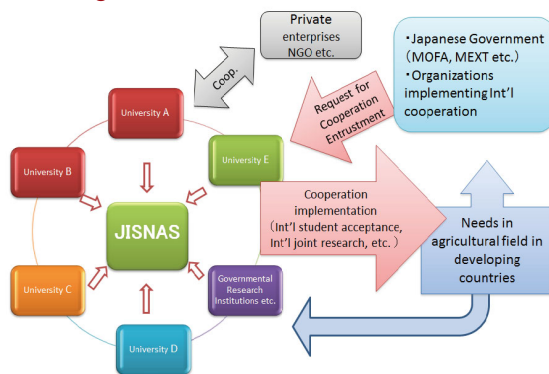 Private
enterprises
NGO etc.
・Japanese Government
(MOFA, MEXT etc.)
・Organizations
implementing Int'l
cooperation
Coop.
Request for
Cooperation
Entrustment
University A
University B
University E
JISNAS
University C
Governmental
Research
Institutions etc.
University D
Cooperation
implementation
(Int'l student acceptance,
Int'l joint research, etc. )
Needs in
agricultural field in
developing
countries